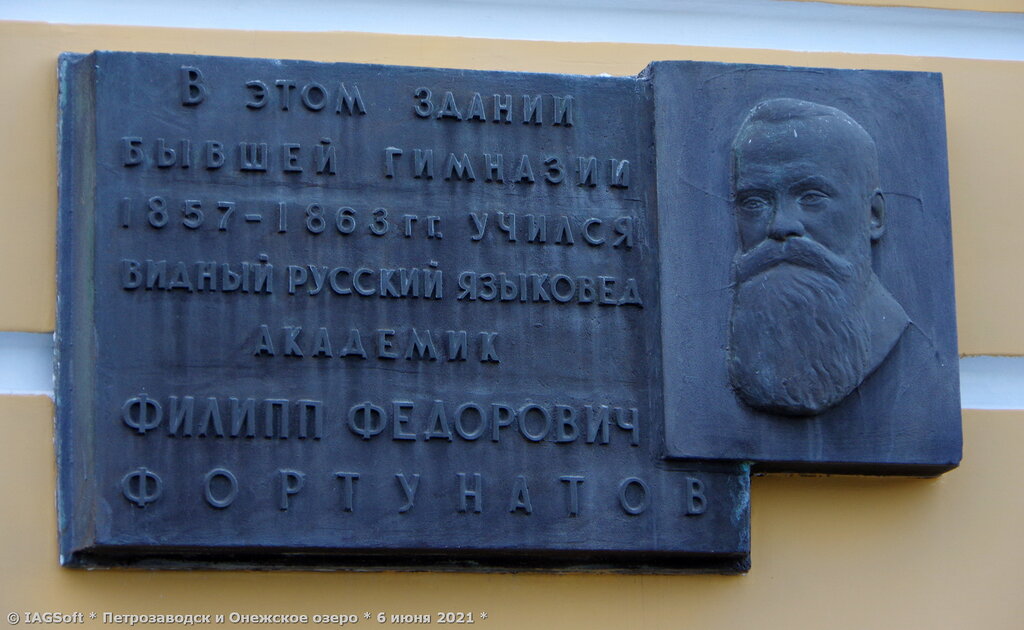 В ЭТОМ ЗДАНИИ
БЫВШЕЙ ГИМНАЗИИ
1857-1863 гг. УЧИЛСЯ
ВИДНЫЙ РУССКИЙ ЯЗЫКОВЕД
АКАДЕМИК
ФИЛИПП ФЕДОРОВИЧ
ФОРТУНАТОВ
© IAGSoft * Петрозаводск и Онежское озеро * 6 июня 2021 *